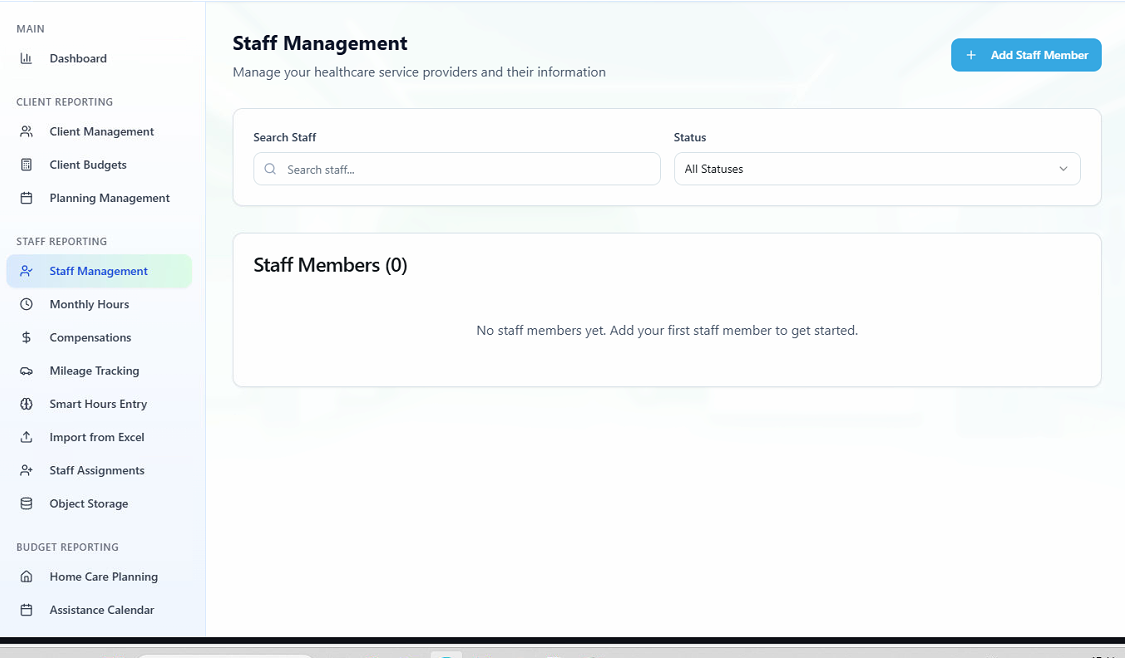 MAIN
Dashboard
CLIENT REPORTING
Client Management
Client Budgets
Planning Management
STAFF REPORTING
Staff Management
Monthly Hours
Compensations
Mileage Tracking
Smart Hours Entry
Import from Excel
Staff Assignments
Object Storage
BUDGET REPORTING
Home Care Planning
Assistance Calendar
Staff Management
Manage your healthcare service providers and their information
+ Add Staff Member
Search Staff
Search staff...
Status
All Statuses
Staff Members (0)
No staff members yet. Add your first staff member to get started.